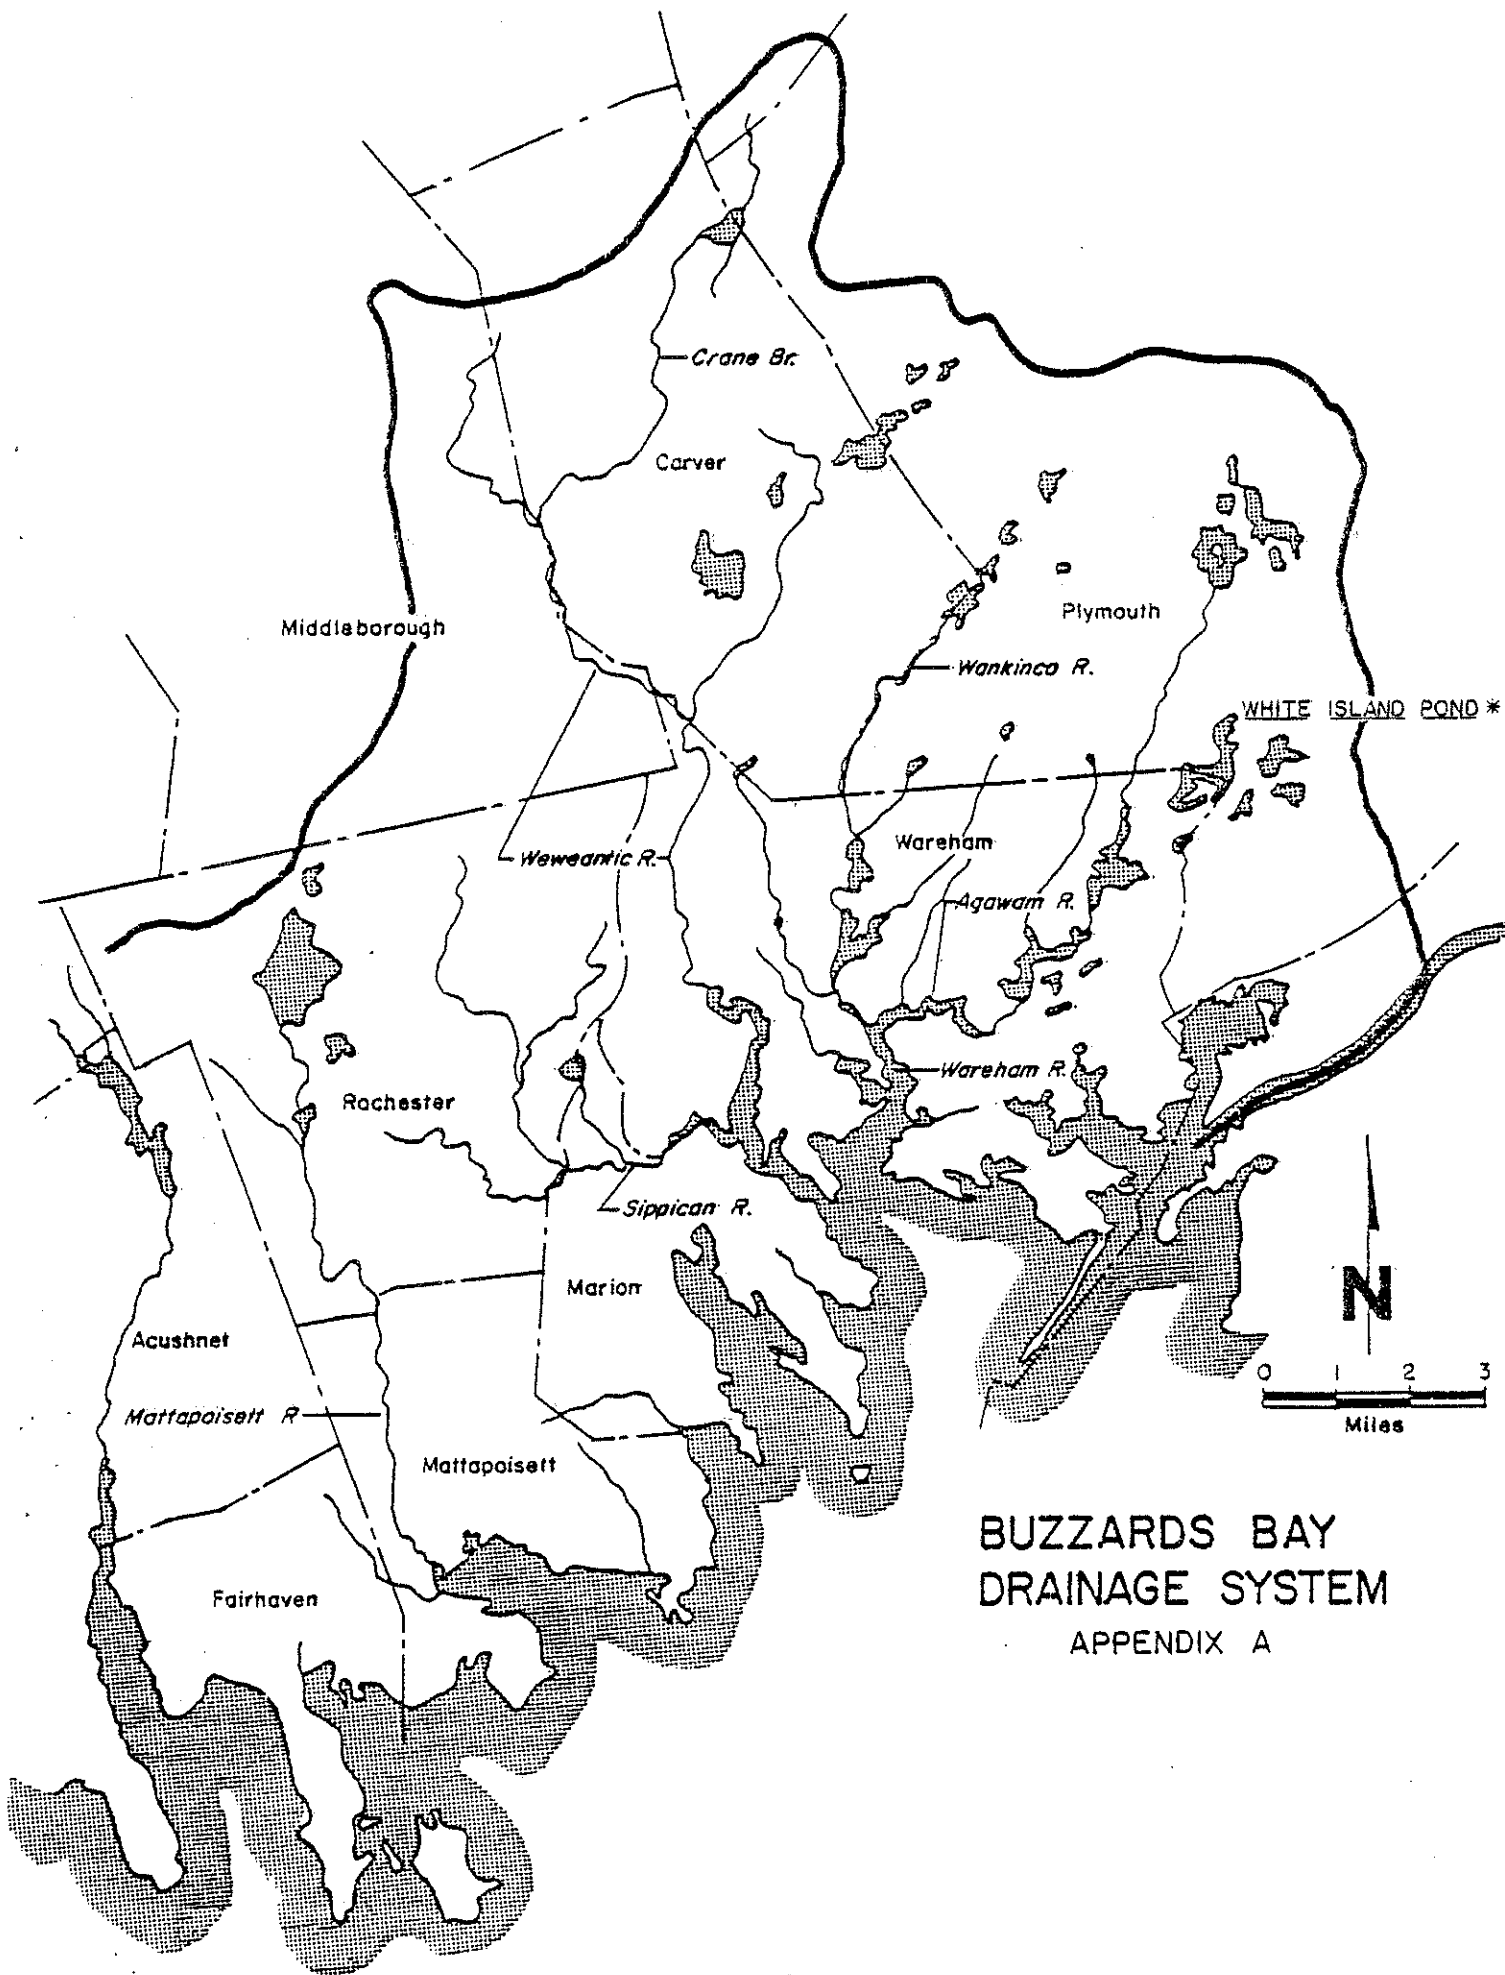 Crane Br.
Carver
Middleborough
Plymouth
Wankinco R.
WHITE ISLAND POND *
Weweantic R.
Wareham
Agawam R.
Wareham R.
Rochester
Sippican R.
Marion
N
Acushnet
0 1 2 3
Miles
Mattapoisett R
Mattapoisett
BUZZARDS BAY
DRAINAGE SYSTEM
APPENDIX A
Fairhaven